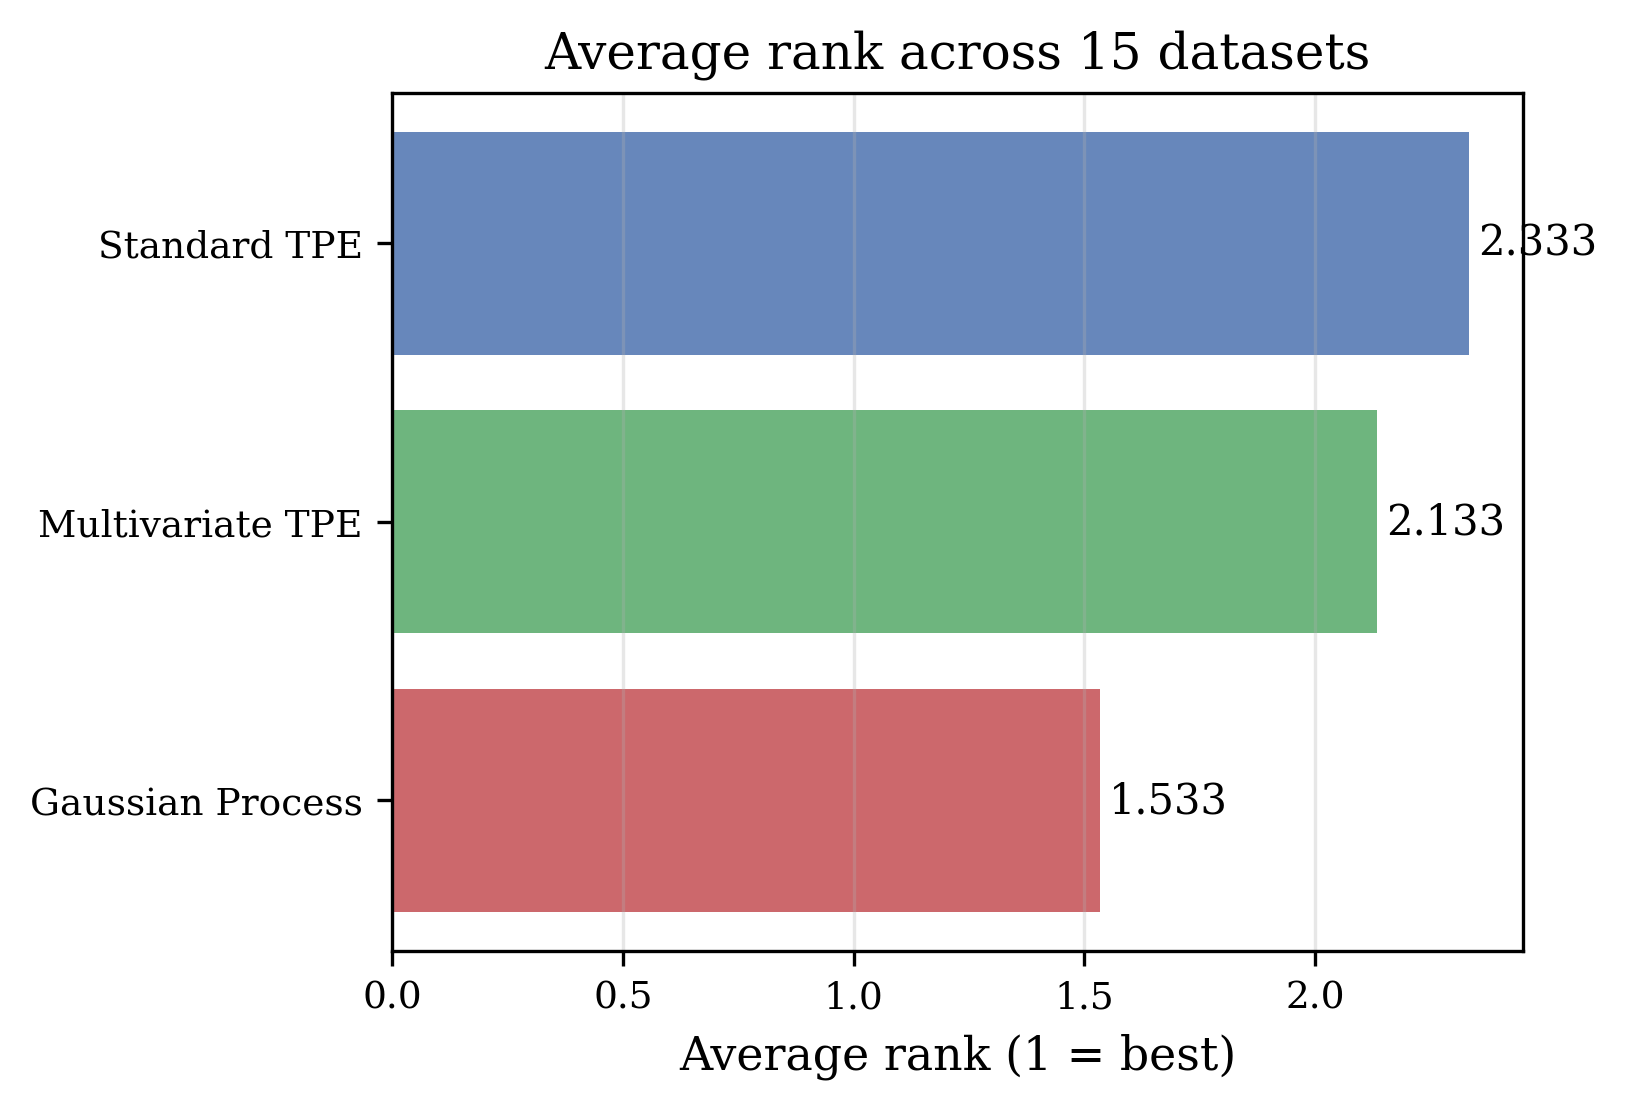 Average rank across 15 datasets
Standard TPE
2.333
Multivariate TPE
2.133
Gaussian Process
1.533
0.0 0.5 1.0 1.5 2.0
Average rank (1 = best)